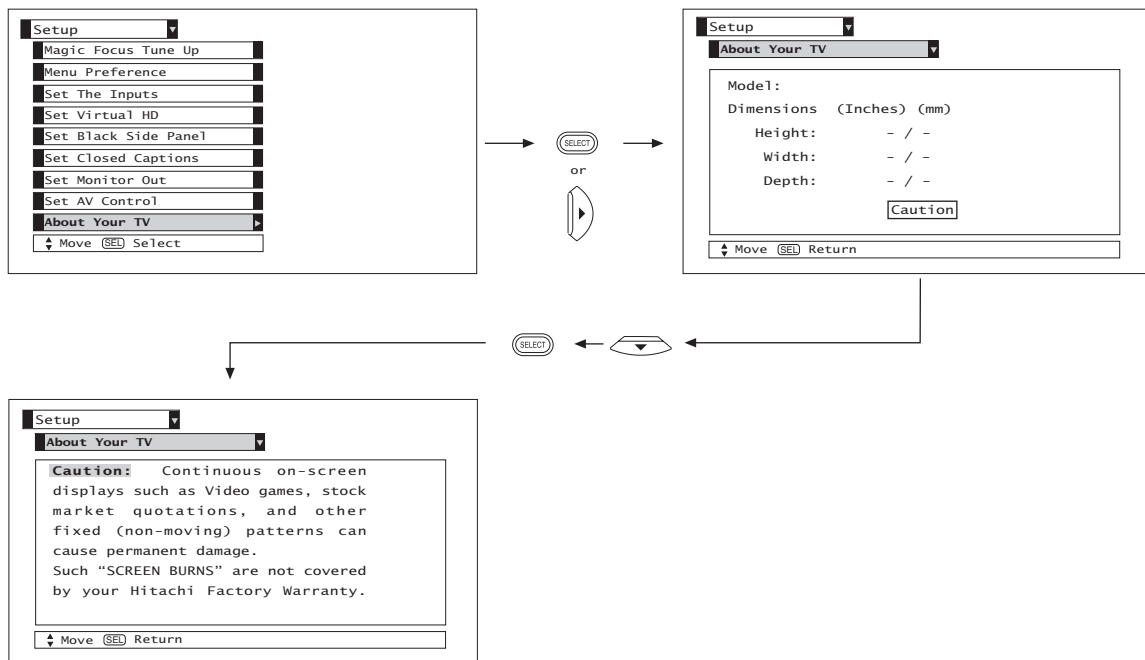 Setup
Magic Focus Tune Up
Menu Preference
Set The Inputs
Set Virtual HD
Set Black Side Panel
Set Closed Captions
Set Monitor Out
Set AV Control
About Your TV
Move SEL Select
SELECT
or
Setup
About Your TV
Model:
Dimensions (Inches) (mm)
Height: - / -
Width: - / -
Depth: - / -
Caution
Move SEL Return
SELECT
Setup
About Your TV
Caution: Continuous on-screen
displays such as Video games, stock
market quotations, and other
fixed (non-moving) patterns can
cause permanent damage.
Such “SCREEN BURNS” are not covered
by your Hitachi Factory Warranty.
Move SEL Return